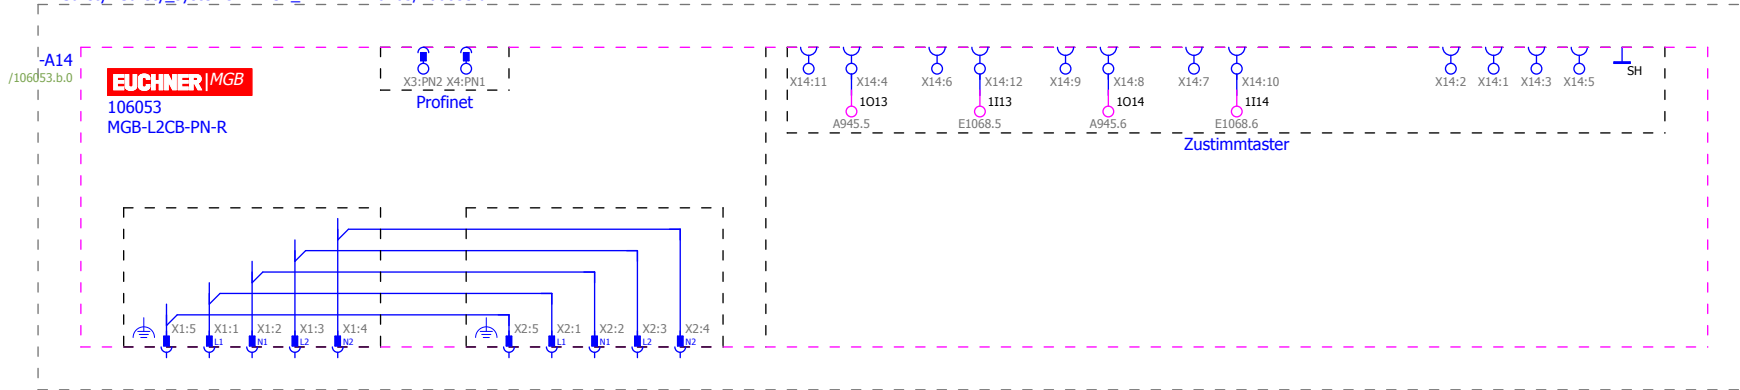 -A14
/106053.b.0
EUCHNER|MGB
106053
MGB-L2CB-PN-R
X3:PN2 X4:PN1
Profinet
X14:11 X14:4 X14:6 X14:12 X14:9 X14:8 X14:7 X14:10 X14:2 X14:1 X14:3 X14:5 SH
1O13 1I13 1O14 1I14
A945.5 E1068.5 A945.6 E1068.6
Zustimmtaster
X1:5 X1:1 X1:2 X1:3 X1:4 X2:5 X2:1 X2:2 X2:3 X2:4
L1 N1 L2 N2 L1 N1 L2 N2